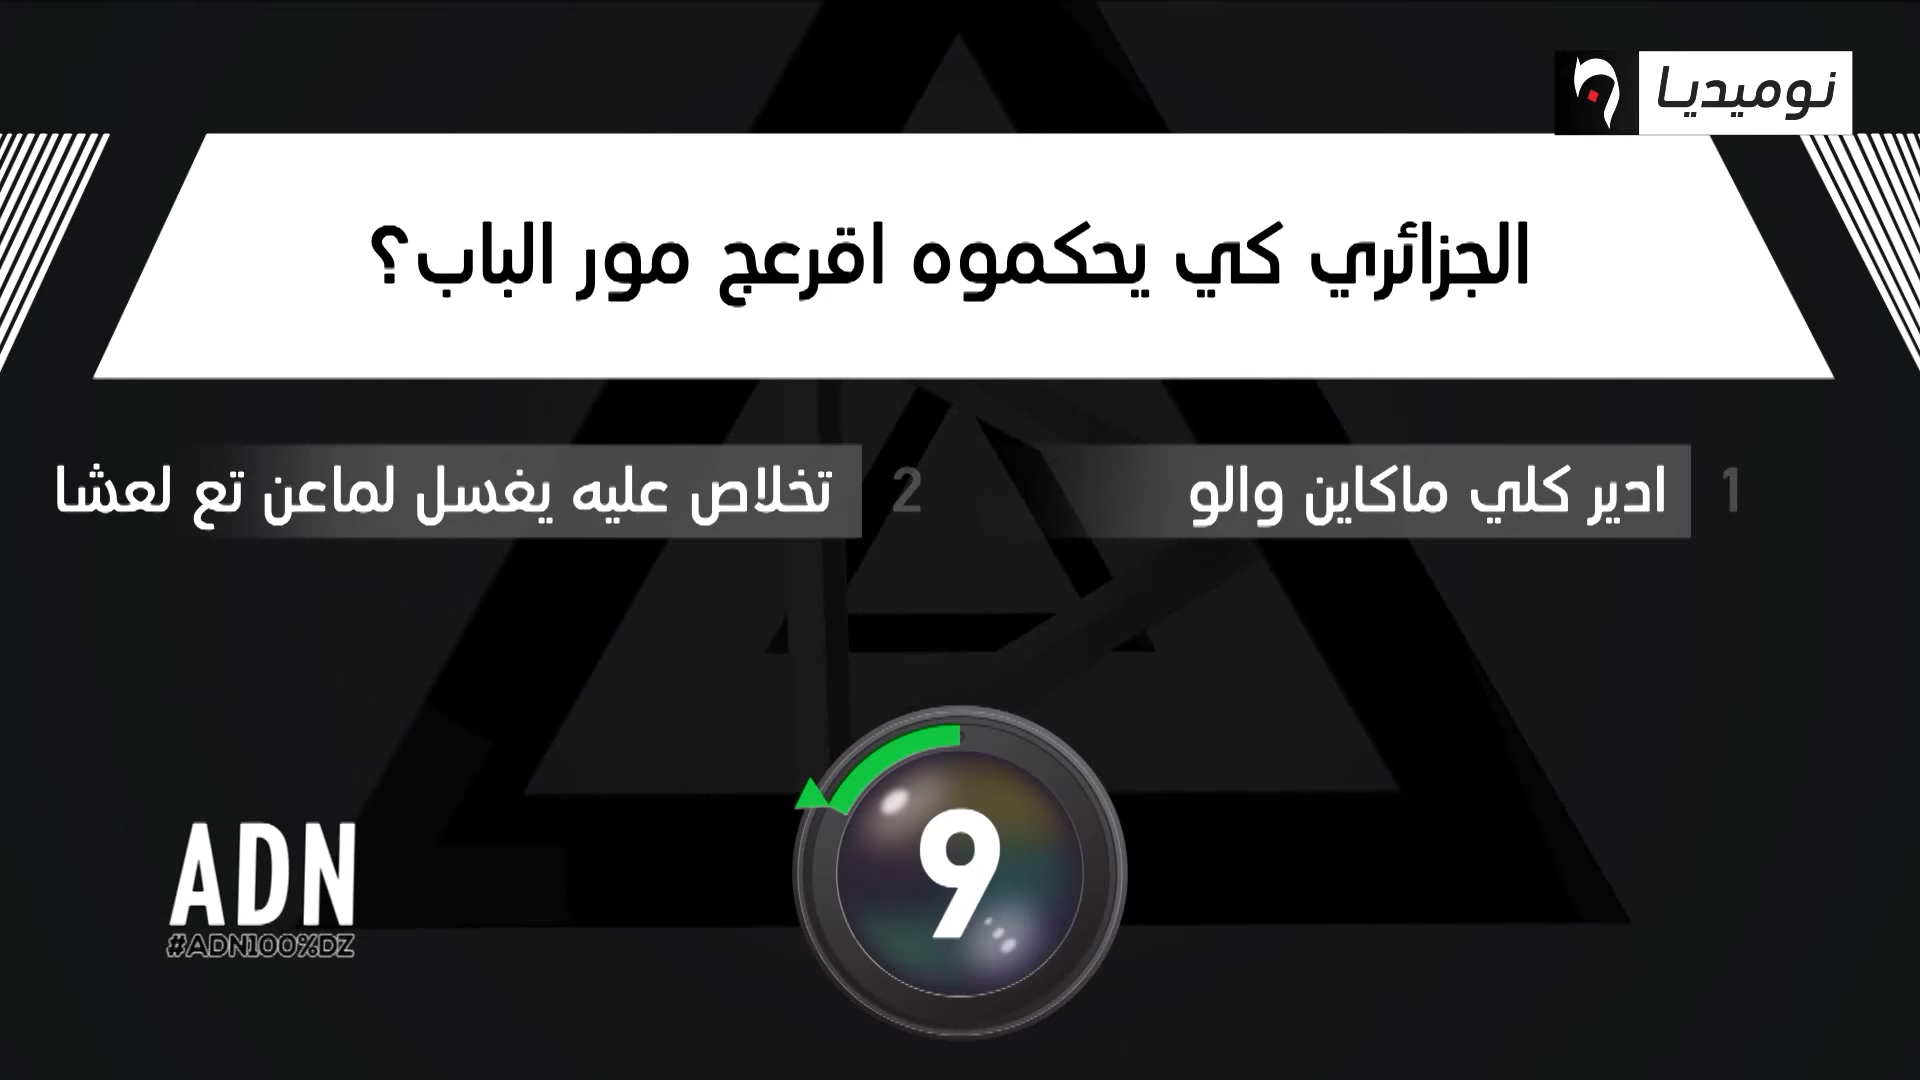 نوميديا
الجزائري كي يحكموه اقرعج مور الباب؟
1 ادير كلي ماكاين والو
2 تخلاص عليه يغسل لماعن تع لعشا
9
ADN
#ADN100%DZ